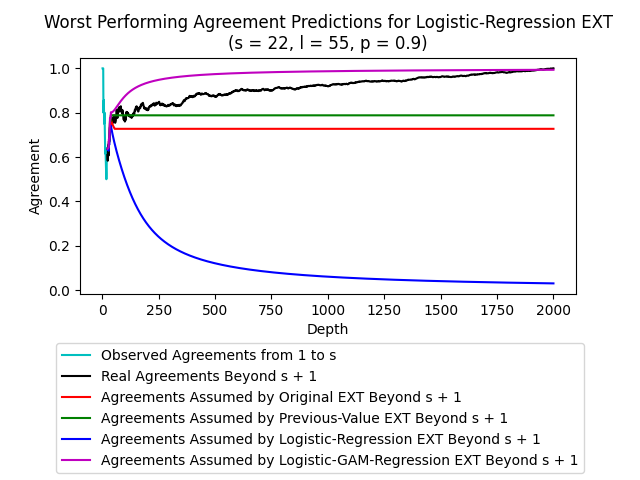 Worst Performing Agreement Predictions for Logistic-Regression EXT
(s = 22, l = 55, p = 0.9)
1.0
0.8
0.6
0.4
0.2
0.0
Agreement
0 250 500 750 1000 1250 1500 1750 2000
Depth
Observed Agreements from 1 to s
Real Agreements Beyond s + 1
Agreements Assumed by Original EXT Beyond s + 1
Agreements Assumed by Previous-Value EXT Beyond s + 1
Agreements Assumed by Logistic-Regression EXT Beyond s + 1
Agreements Assumed by Logistic-GAM-Regression EXT Beyond s + 1